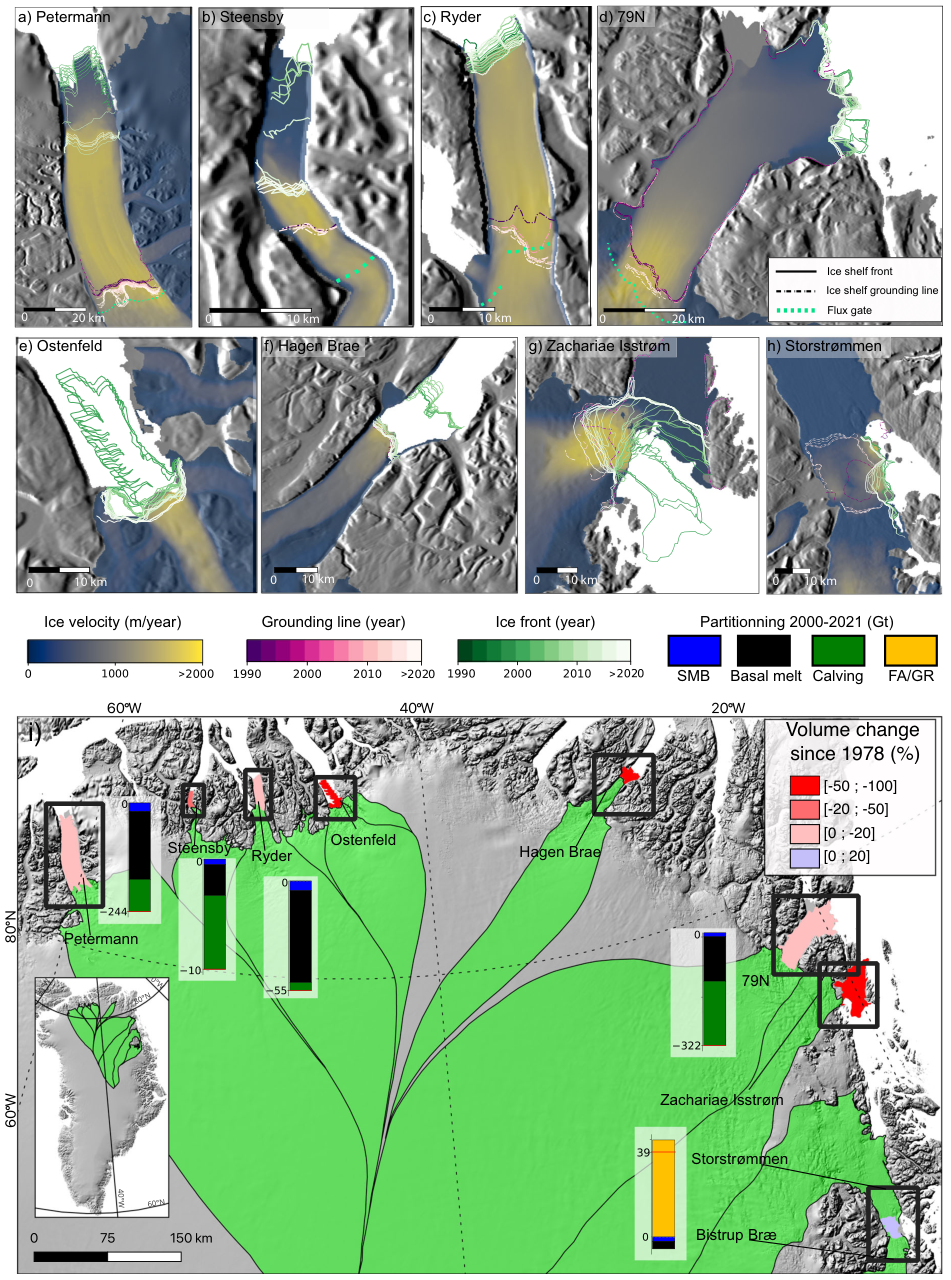 a) Petermann
b) Steensby
c) Ryder
d) 79N
0 20 km
0 10 km
0 10 km
0 20 km
Ice shelf front
Ice shelf grounding line
Flux gate
e) Ostenfeld
f) Hagen Brae
g) Zachariae Isstrøm
h) Storstrømmen
0 10 km
0 10 km
0 10 km
0 10 km
Ice velocity (m/year)
Grounding line (year)
Ice front (year)
Partitionning 2000-2021 (Gt)
0 1000 >2000
1990 2000 2010 >2020
1990 2000 2010 >2020
SMB Basal melt Calving FA/GR
60°W 40°W 20°W
i)
Volume change
since 1978 (%)
[-50 ; -100]
[-20 ; -50]
[0 ; -20]
[0 ; 20]
0
Steensby
Ryder
Ostenfeld
Hagen Brae
0
0
−244
80°N
Petermann
0
79N
−10
−55
−322
60°W
Zachariae Isstrøm
39
Storstrømmen
0
Bistrup Bræ
80°N
40°W
60°N
0 75 150 km